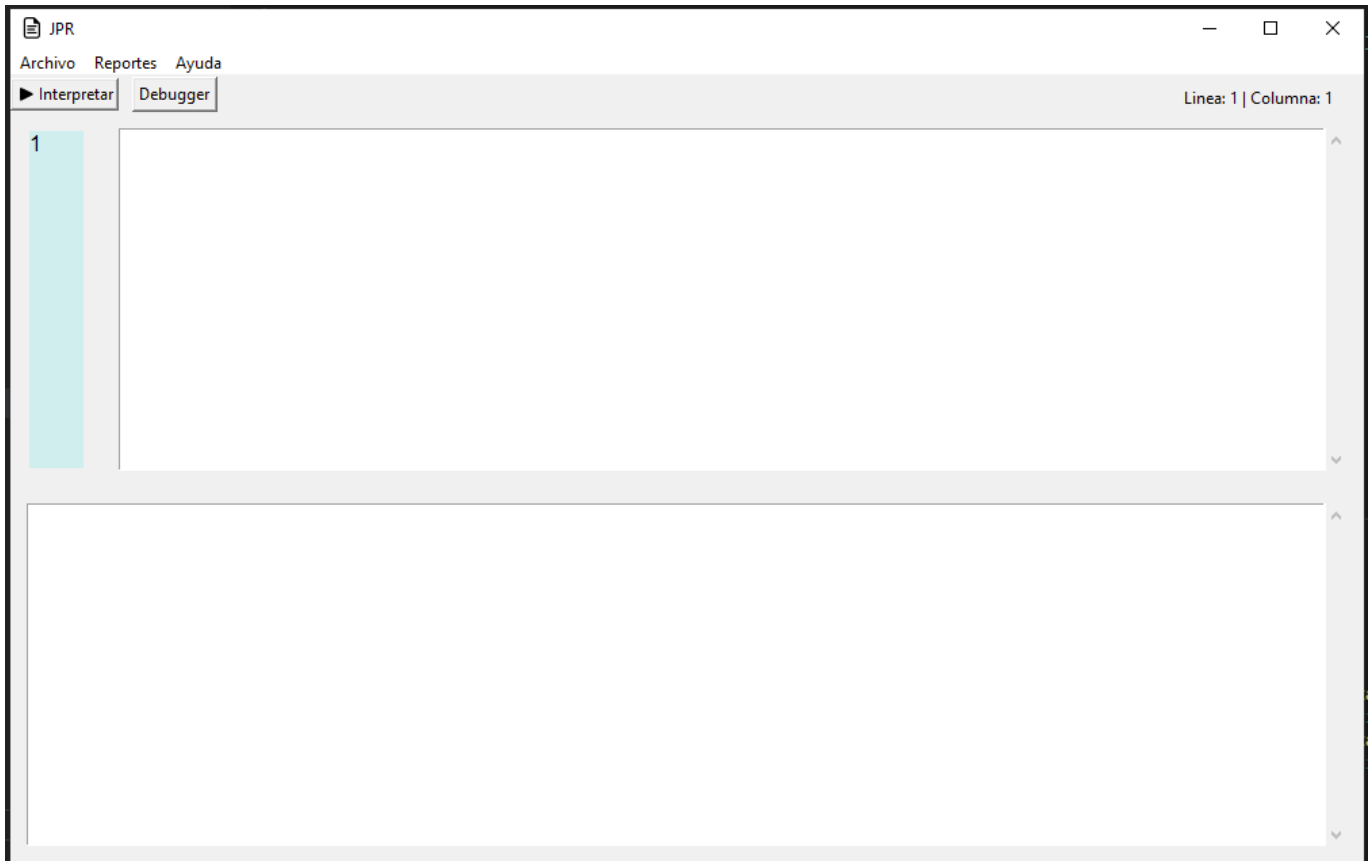 JPR
Archivo Reportes Ayuda
Interpretar Debugger
Linea: 1 | Columna: 1
1